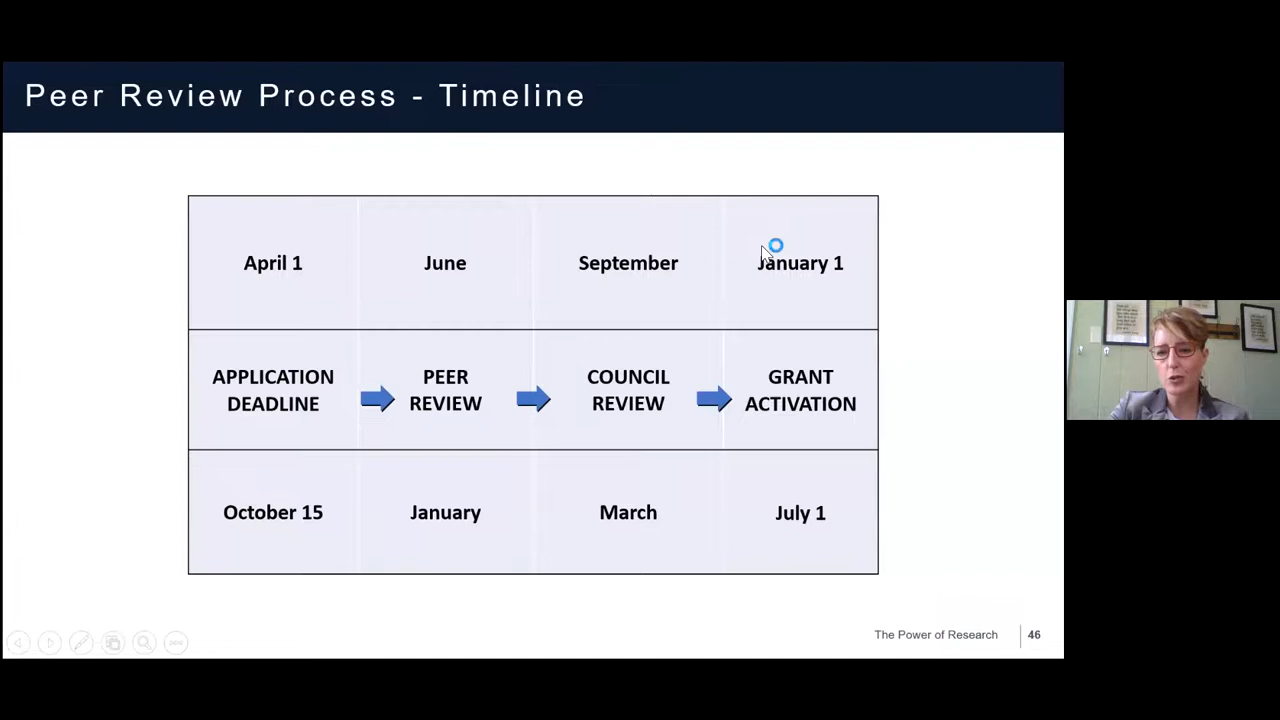 Peer Review Process - Timeline
April 1
June
September
January 1
APPLICATION
DEADLINE
PEER
REVIEW
COUNCIL
REVIEW
GRANT
ACTIVATION
October 15
January
March
July 1
The Power of Research
46